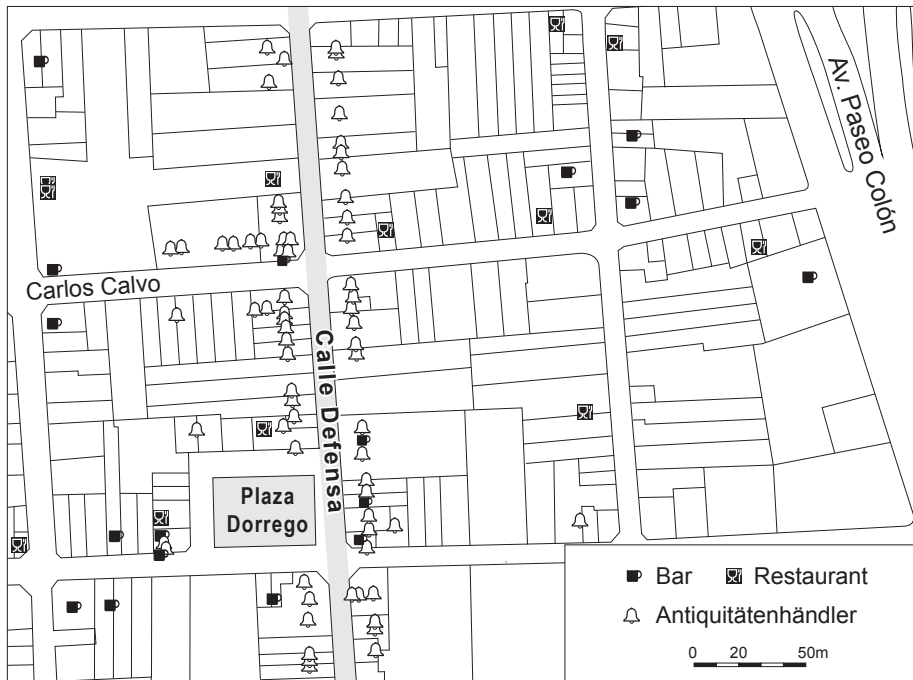 Av. Paseo Colón
Carlos Calvo
Calle Defensa
Plaza
Dorrego
Bar
Restaurant
Antiquitätenhändler
0 20 50m